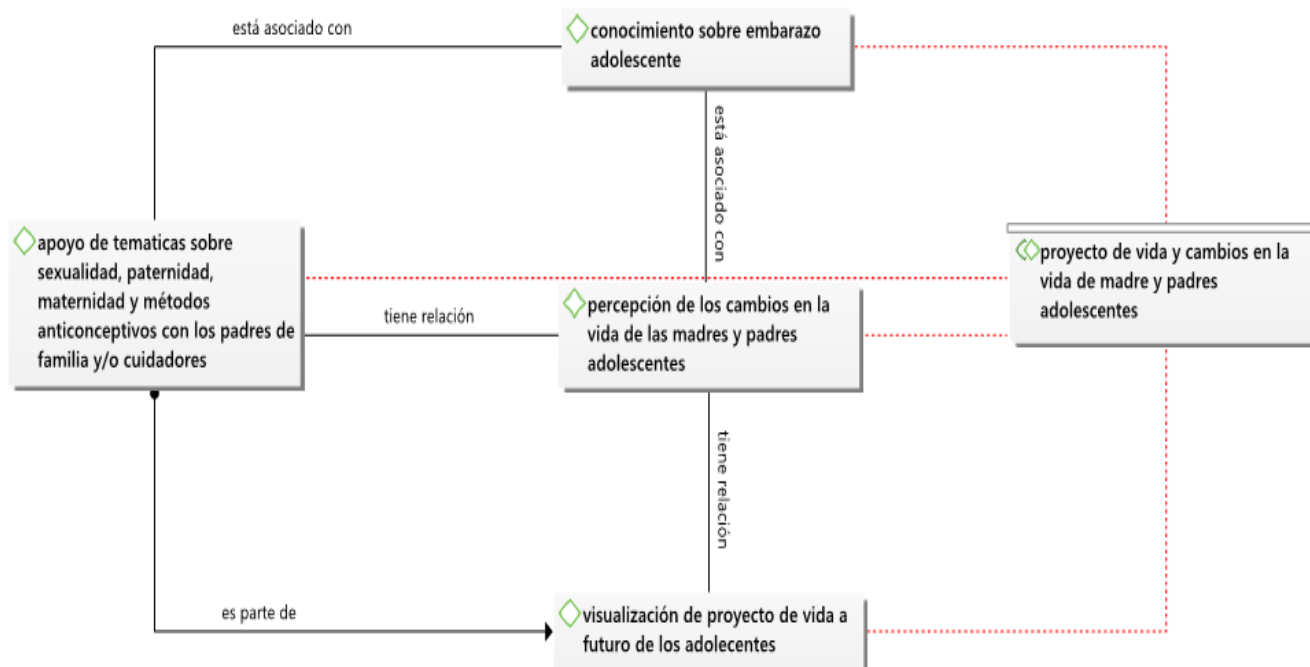 está asociado con
conocimiento sobre embarazo
adolescente
está asociado con
apoyo de tematicas sobre
sexualidad, paternidad,
maternidad y métodos
anticonceptivos con los padres de
familia y/o cuidadores
tiene relación
percepción de los cambios en la
vida de las madres y padres
adolescentes
proyecto de vida y cambios en la
vida de madre y padres
adolescentes
tiene relación
es parte de
visualización de proyecto de vida a
futuro de los adolecentes